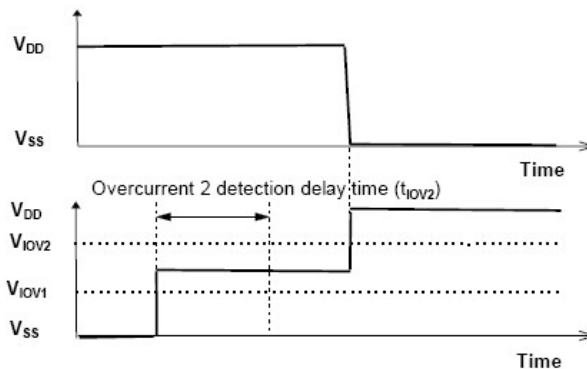 VDD
VSS
Time
Overcurrent 2 detection delay time (tIOV2)
VDD
VIOV2
VIOV1
VSS
Time